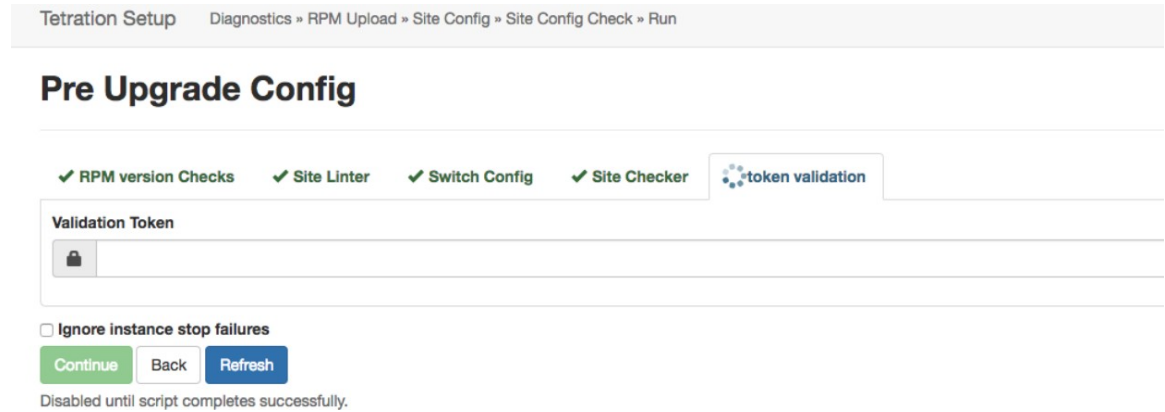 Tetration Setup Diagnostics » RPM Upload » Site Config » Site Config Check » Run
Pre Upgrade Config
RPM version Checks Site Linter Switch Config Site Checker token validation
Validation Token
Ignore instance stop failures
Continue Back Refresh
Disabled until script completes successfully.